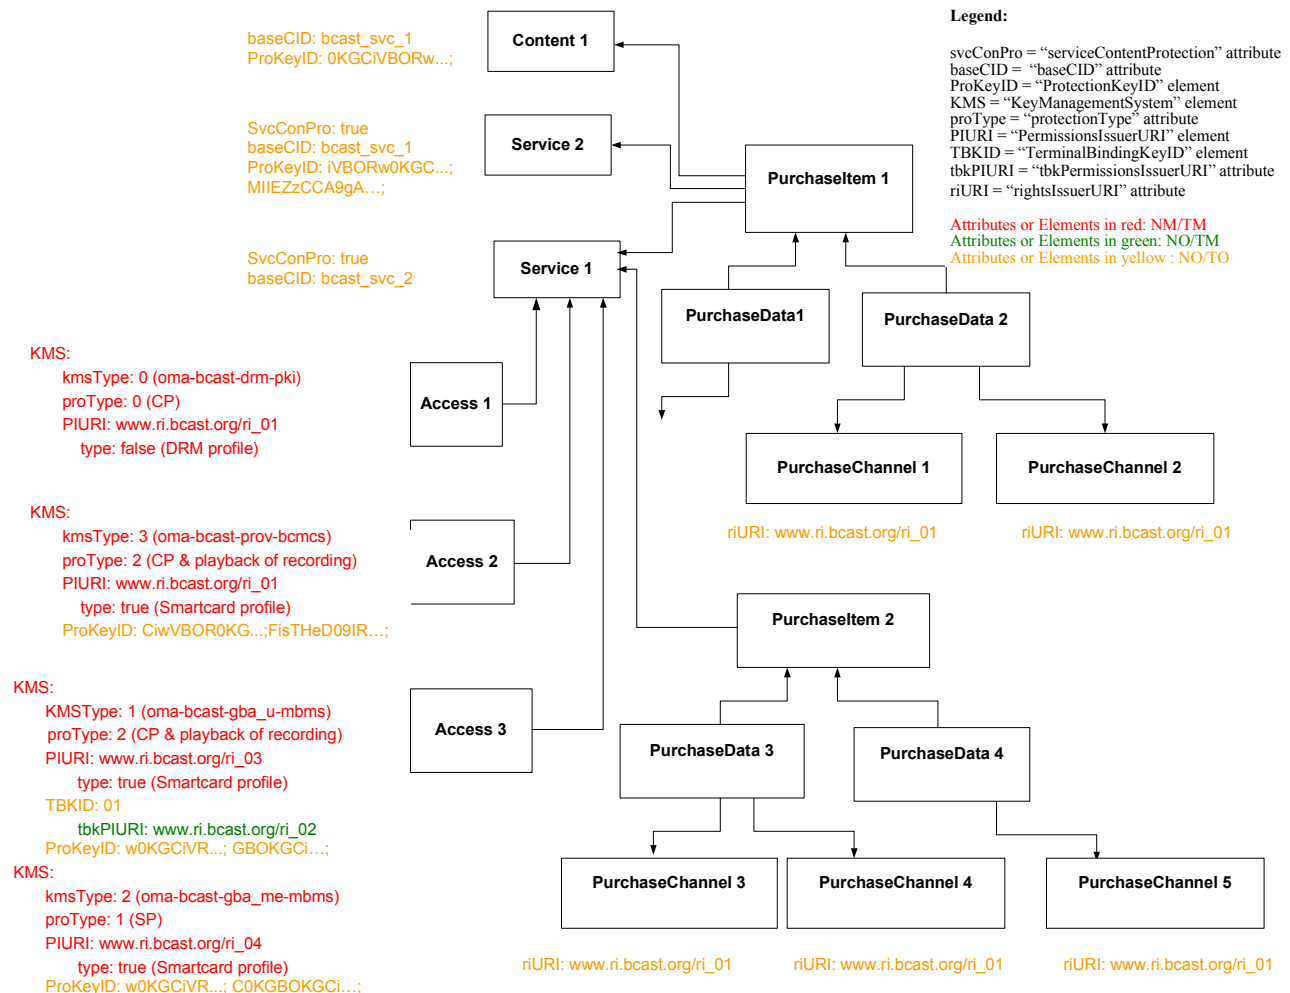 baseCID: bcast_svc_1
ProKeyID: 0KGCiVBORw...;
Content 1
Legend:
svcConPro = “serviceContentProtection” attribute
baseCID = “baseCID” attribute
ProKeyID = “ProtectionKeyID” element
KMS = “KeyManagementSystem” element
proType = “protectionType” attribute
PIURI = “PermissionsIssuerURI” element
TBKID = “TerminalBindingKeyID” element
tbkPIURI = “tbkPermissionsIssuerURI” attribute
riURI = “rightsIssuerURI” attribute
Attributes or Elements in red: NM/TM
Attributes or Elements in green: NO/TM
Attributes or Elements in yellow : NO/TO
SvcConPro: true
baseCID: bcast_svc_1
ProKeyID: iVBORw0KGC...;
MIIEZzCCA9gA…;
Service 2
PurchaseItem 1
SvcConPro: true
baseCID: bcast_svc_2
Service 1
PurchaseData1
PurchaseData 2
KMS:
kmsType: 0 (oma-bcast-drm-pki)
proType: 0 (CP)
PIURI: www.ri.bcast.org/ri_01
type: false (DRM profile)
Access 1
PurchaseChannel 1
PurchaseChannel 2
riURI: www.ri.bcast.org/ri_01
riURI: www.ri.bcast.org/ri_01
KMS:
kmsType: 3 (oma-bcast-prov-bcmcs)
proType: 2 (CP & playback of recording)
PIURI: www.ri.bcast.org/ri_01
type: true (Smartcard profile)
ProKeyID: CiwVBOR0KG...;FisTHeD09IR…;
Access 2
PurchaseItem 2
KMS:
KMSType: 1 (oma-bcast-gba_u-mbms)
proType: 2 (CP & playback of recording)
PIURI: www.ri.bcast.org/ri_03
type: true (Smartcard profile)
TBKID: 01
tbkPIURI: www.ri.bcast.org/ri_02
ProKeyID: w0KGCiVR...; GBOKGCi…;
Access 3
PurchaseData 3
PurchaseData 4
KMS:
kmsType: 2 (oma-bcast-gba_me-mbms)
proType: 1 (SP)
PIURI: www.ri.bcast.org/ri_04
type: true (Smartcard profile)
ProKeyID: w0KGCiVR...; C0KGBOKGCi…;
PurchaseChannel 3
PurchaseChannel 4
PurchaseChannel 5
riURI: www.ri.bcast.org/ri_01
riURI: www.ri.bcast.org/ri_01
riURI: www.ri.bcast.org/ri_01